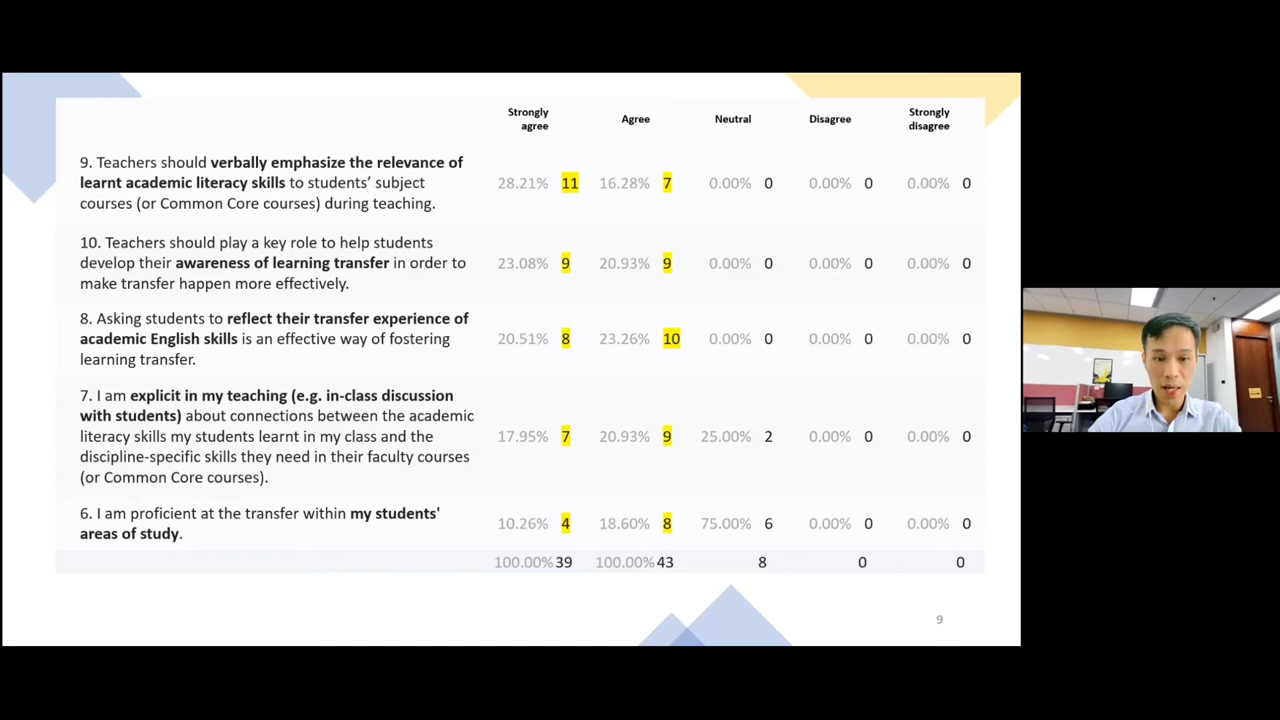 Strongly agree Agree Neutral Disagree Strongly disagree
9. Teachers should verbally emphasize the relevance of
learnt academic literacy skills to students' subject
courses (or Common Core courses) during teaching.
28.21% 11 16.28% 7 0.00% 0 0.00% 0 0.00% 0
10. Teachers should play a key role to help students
develop their awareness of learning transfer in order to
make transfer happen more effectively.
23.08% 9 20.93% 9 0.00% 0 0.00% 0 0.00% 0
8. Asking students to reflect their transfer experience of
academic English skills is an effective way of fostering
learning transfer.
20.51% 8 23.26% 10 0.00% 0 0.00% 0 0.00% 0
7. I am explicit in my teaching (e.g. in-class discussion
with students) about connections between the academic
literacy skills my students learnt in my class and the
discipline-specific skills they need in their faculty courses
(or Common Core courses).
17.95% 7 20.93% 9 25.00% 2 0.00% 0 0.00% 0
6. I am proficient at the transfer within my students'
areas of study.
10.26% 4 18.60% 8 75.00% 6 0.00% 0 0.00% 0
100.00% 39 100.00% 43 8 0 0
9